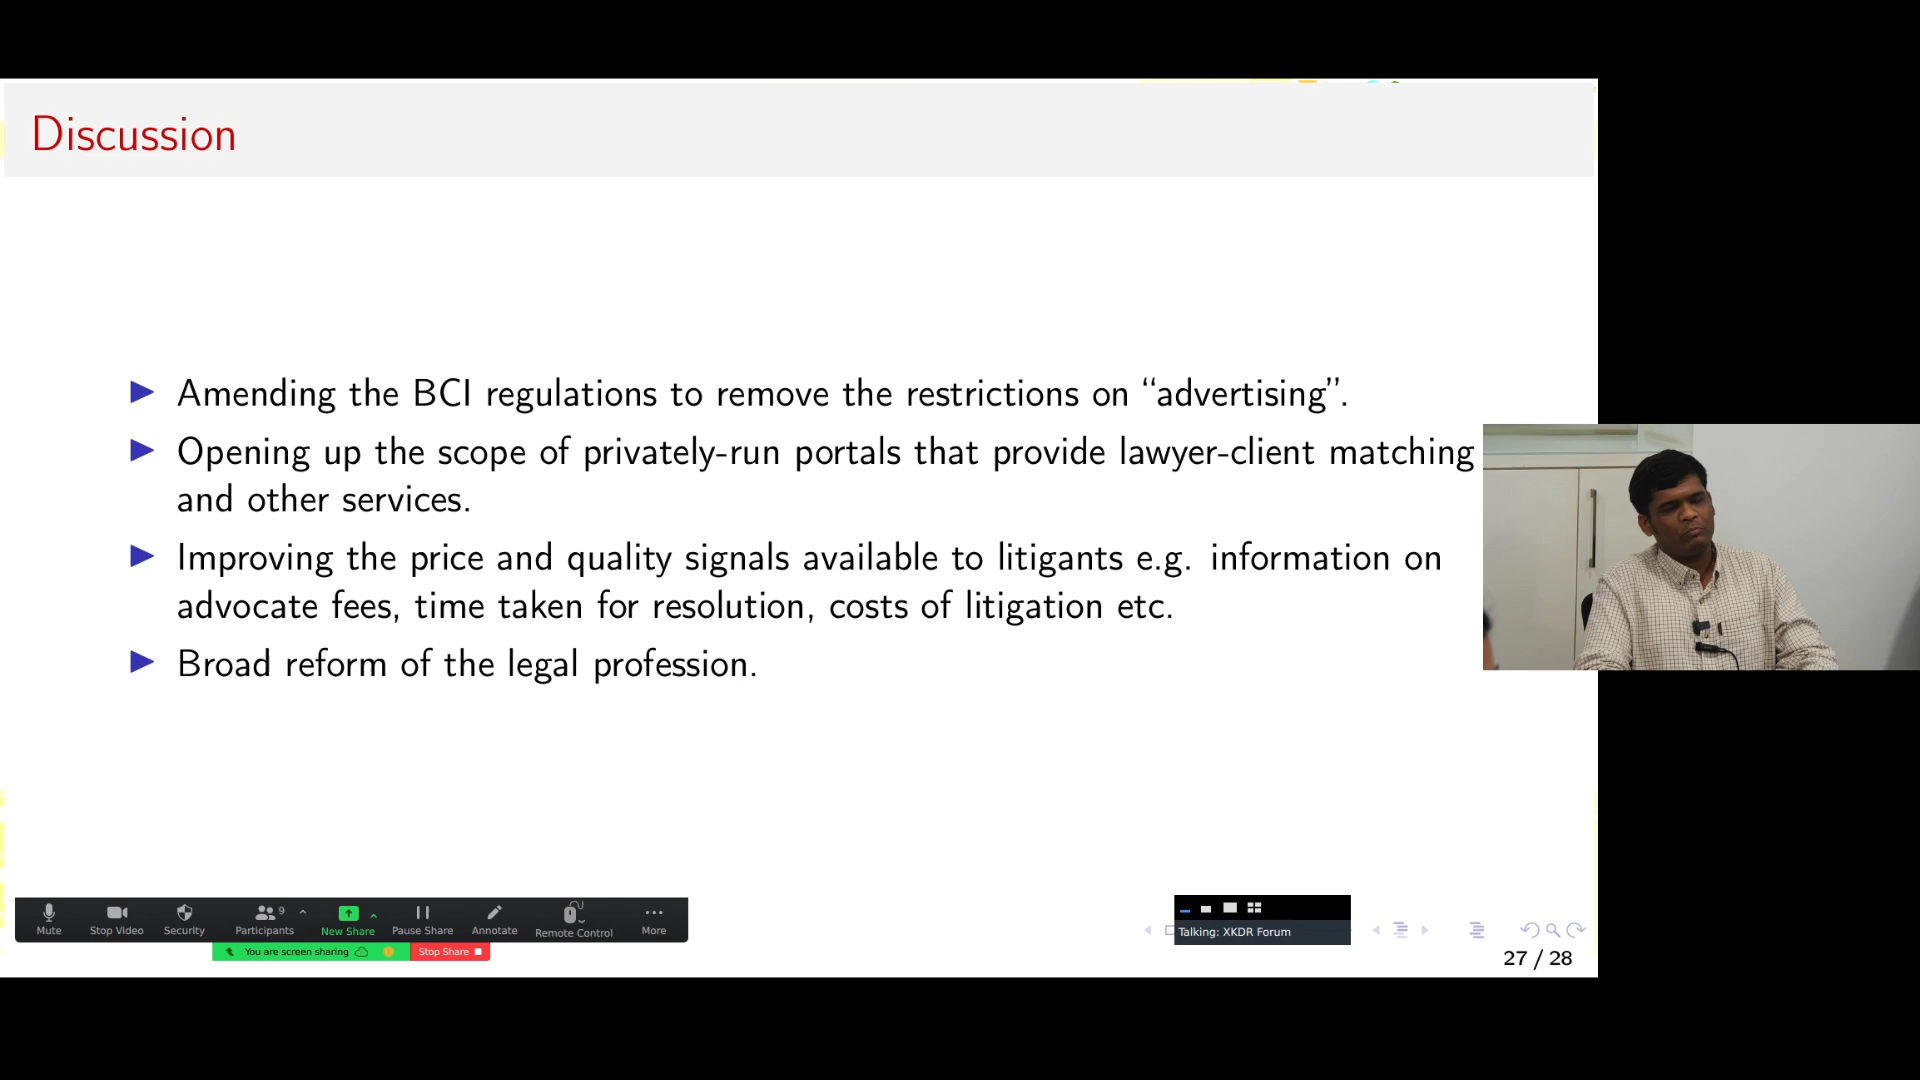 Discussion
Amending the BCI regulations to remove the restrictions on “advertising”.
Opening up the scope of privately-run portals that provide lawyer-client matching
and other services.
Improving the price and quality signals available to litigants e.g. information on
advocate fees, time taken for resolution, costs of litigation etc.
Broad reform of the legal profession.
9
Mute Stop Video Security Participants New Share Pause Share Annotate Remote Control More
You are screen sharing Stop Share
Talking: XKDR Forum
27 / 28